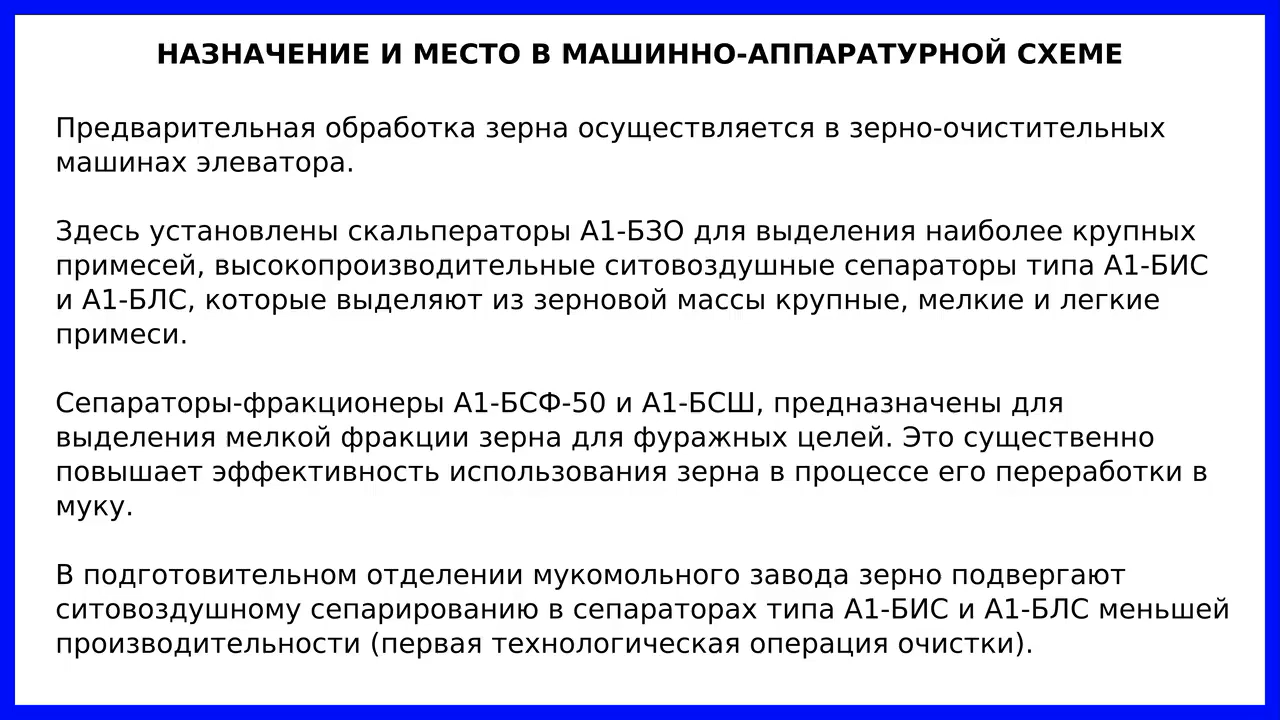 НАЗНАЧЕНИЕ И МЕСТО В МАШИННО-АППАРАТУРНОЙ СХЕМЕ
Предварительная обработка зерна осуществляется в зерно-очистительных
машинах элеватора.
Здесь установлены скальператоры А1-БЗО для выделения наиболее крупных
примесей, высокопроизводительные ситовоздушные сепараторы типа А1-БИС
и А1-БЛС, которые выделяют из зерновой массы крупные, мелкие и легкие
примеси.
Сепараторы-фракционеры А1-БСФ-50 и А1-БСШ, предназначены для
выделения мелкой фракции зерна для фуражных целей. Это существенно
повышает эффективность использования зерна в процессе его переработки в
муку.
В подготовительном отделении мукомольного завода зерно подвергают
ситовоздушному сепарированию в сепараторах типа А1-БИС и А1-БЛС меньшей
производительности (первая технологическая операция очистки).